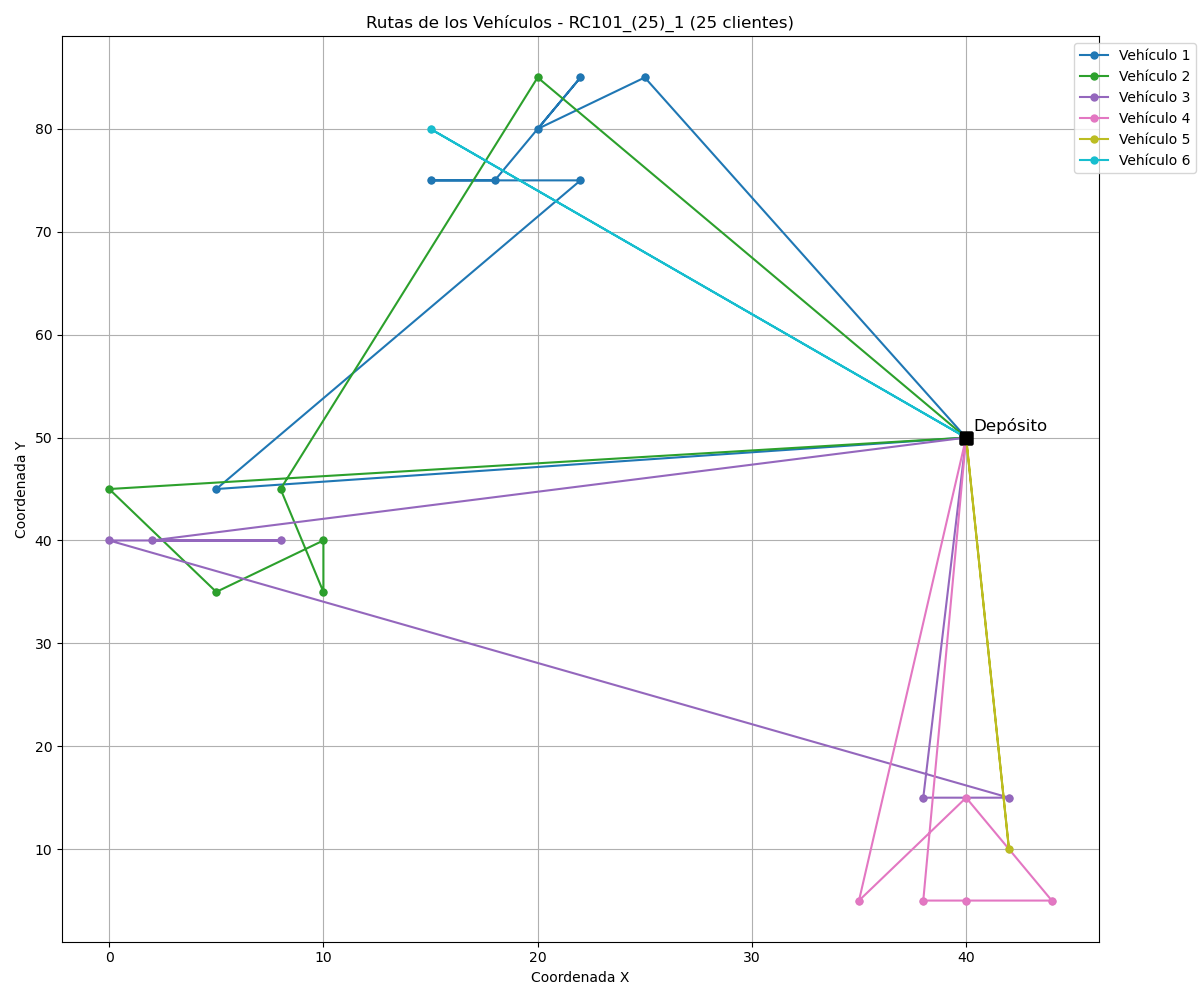 Rutas de los Vehículos - RC101_(25)_1 (25 clientes)
Vehículo 1
Vehículo 2
Vehículo 3
Vehículo 4
Vehículo 5
Vehículo 6
Depósito
Coordenada Y
80
70
60
50
40
30
20
10
0
10
20
30
40
Coordenada X